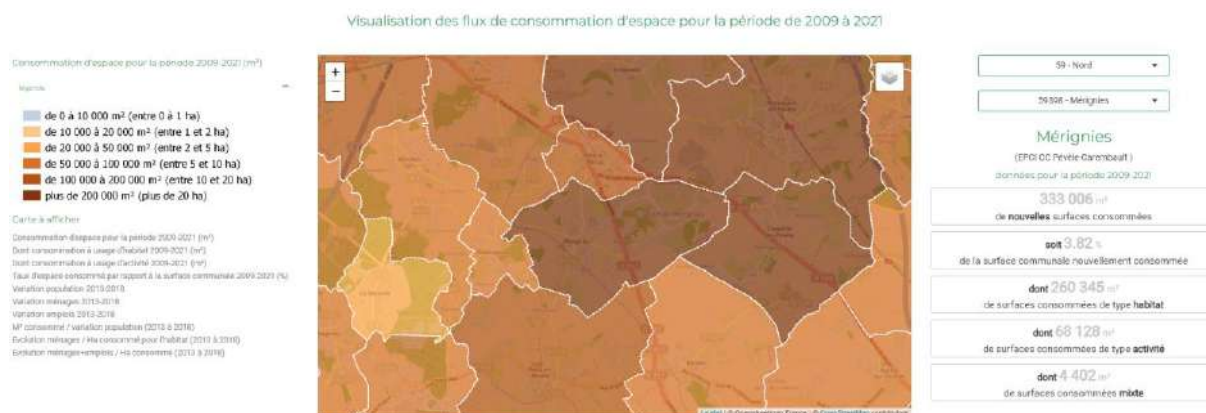 Visualisation des flux de consommation d'espace pour la période de 2009 à 2021
Consommation d'espace pour la période 2009-2021 (m²)
légende
de 0 à 10 000 m² (entre 0 à 1 ha)
de 10 000 à 20 000 m² (entre 1 et 2 ha)
de 20 000 à 50 000 m² (entre 2 et 5 ha)
de 50 000 à 100 000 m² (entre 5 et 10 ha)
de 100 000 à 200 000 m² (entre 10 et 20 ha)
plus de 200 000 m² (plus de 20 ha)
Carte à afficher
Consommation d'espace pour la période 2009-2021 (m²)
Dont consommation à usage d'habitat 2009-2021 (m²)
Dont consommation à usage d'activité 2009-2021 (m²)
Taux d'espace consommé par rapport à la surface communale 2009-2021 (%)
Variation population 2013-2018
Variation ménages 2013-2018
Variation emplois 2013-2018
M² consommé / variation population (2013 à 2018)
Evolution ménages / Ha consommé pour l'habitat (2013 à 2018)
Evolution ménages+emplois / Ha consommé (2013 à 2018)
+
−
59 - Nord
59398 - Mérignies
Mérignies
(EPCI CC Pévèle-Carembault )
données pour la période 2009-2021
333 006 m²
de nouvelles surfaces consommées
soit 3.82 %
de la surface communale nouvellement consommée
dont 260 345 m²
de surfaces consommées de type habitat
dont 68 128 m²
de surfaces consommées de type activité
dont 4 402 m²
de surfaces consommées mixte